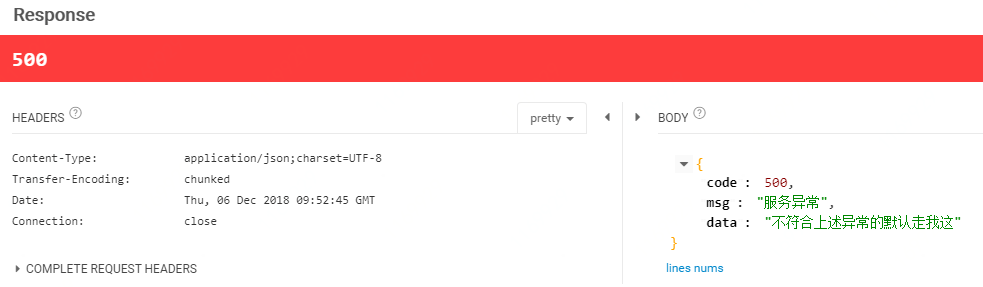 Response
500
HEADERS ?
pretty
BODY ?
Content-Type: application/json;charset=UTF-8
Transfer-Encoding: chunked
Date: Thu, 06 Dec 2018 09:52:45 GMT
Connection: close
COMPLETE REQUEST HEADERS
{
code : 500,
msg : "服务异常",
data : "不符合上述异常的默认走我这"
}
lines nums